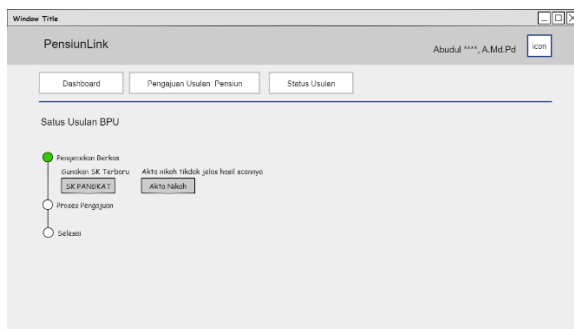 Window Title
PensiunLink
Abudul ****, A.Md.Pd
icon
Dashboard
Pengajuan Usulan Pensiun
Status Usulen
Satus Usulan BPU
Pengecekan Berkas
Gunakan SK Terbaru
Akta nikah tikdak jelas hasil scannya
SK PANGKAT
Akta Nikah
Proses Pengajuan
Selesai